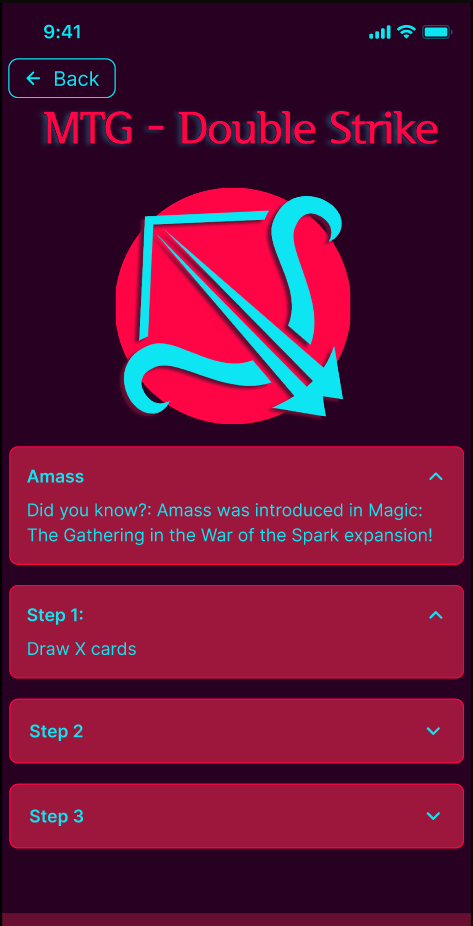 9:41
Back
MTG - Double Strike
Amass
Did you know?: Amass was introduced in Magic:
The Gathering in the War of the Spark expansion!
Step 1:
Draw X cards
Step 2
Step 3